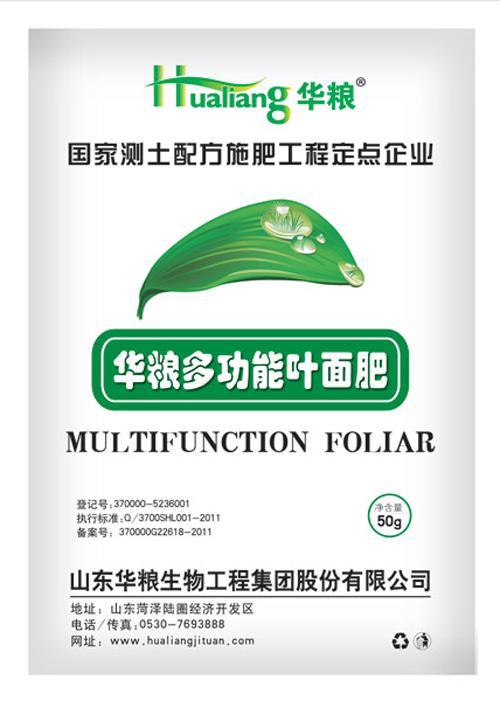 Hualiang 华粮®
国家测土配方施肥工程定点企业
华粮多功能叶面肥
MULTIFUNCTION FOLIAR
登记号: 370000-5236001
执行标准: Q/3700SHL001-2011
备案号: 370000G22618-2011
净含量
50g
山东华粮生物工程集团股份有限公司
地址: 山东菏泽陆圈经济开发区
电话/传真: 0530-7693888
网址: www.hualiangjituan.com